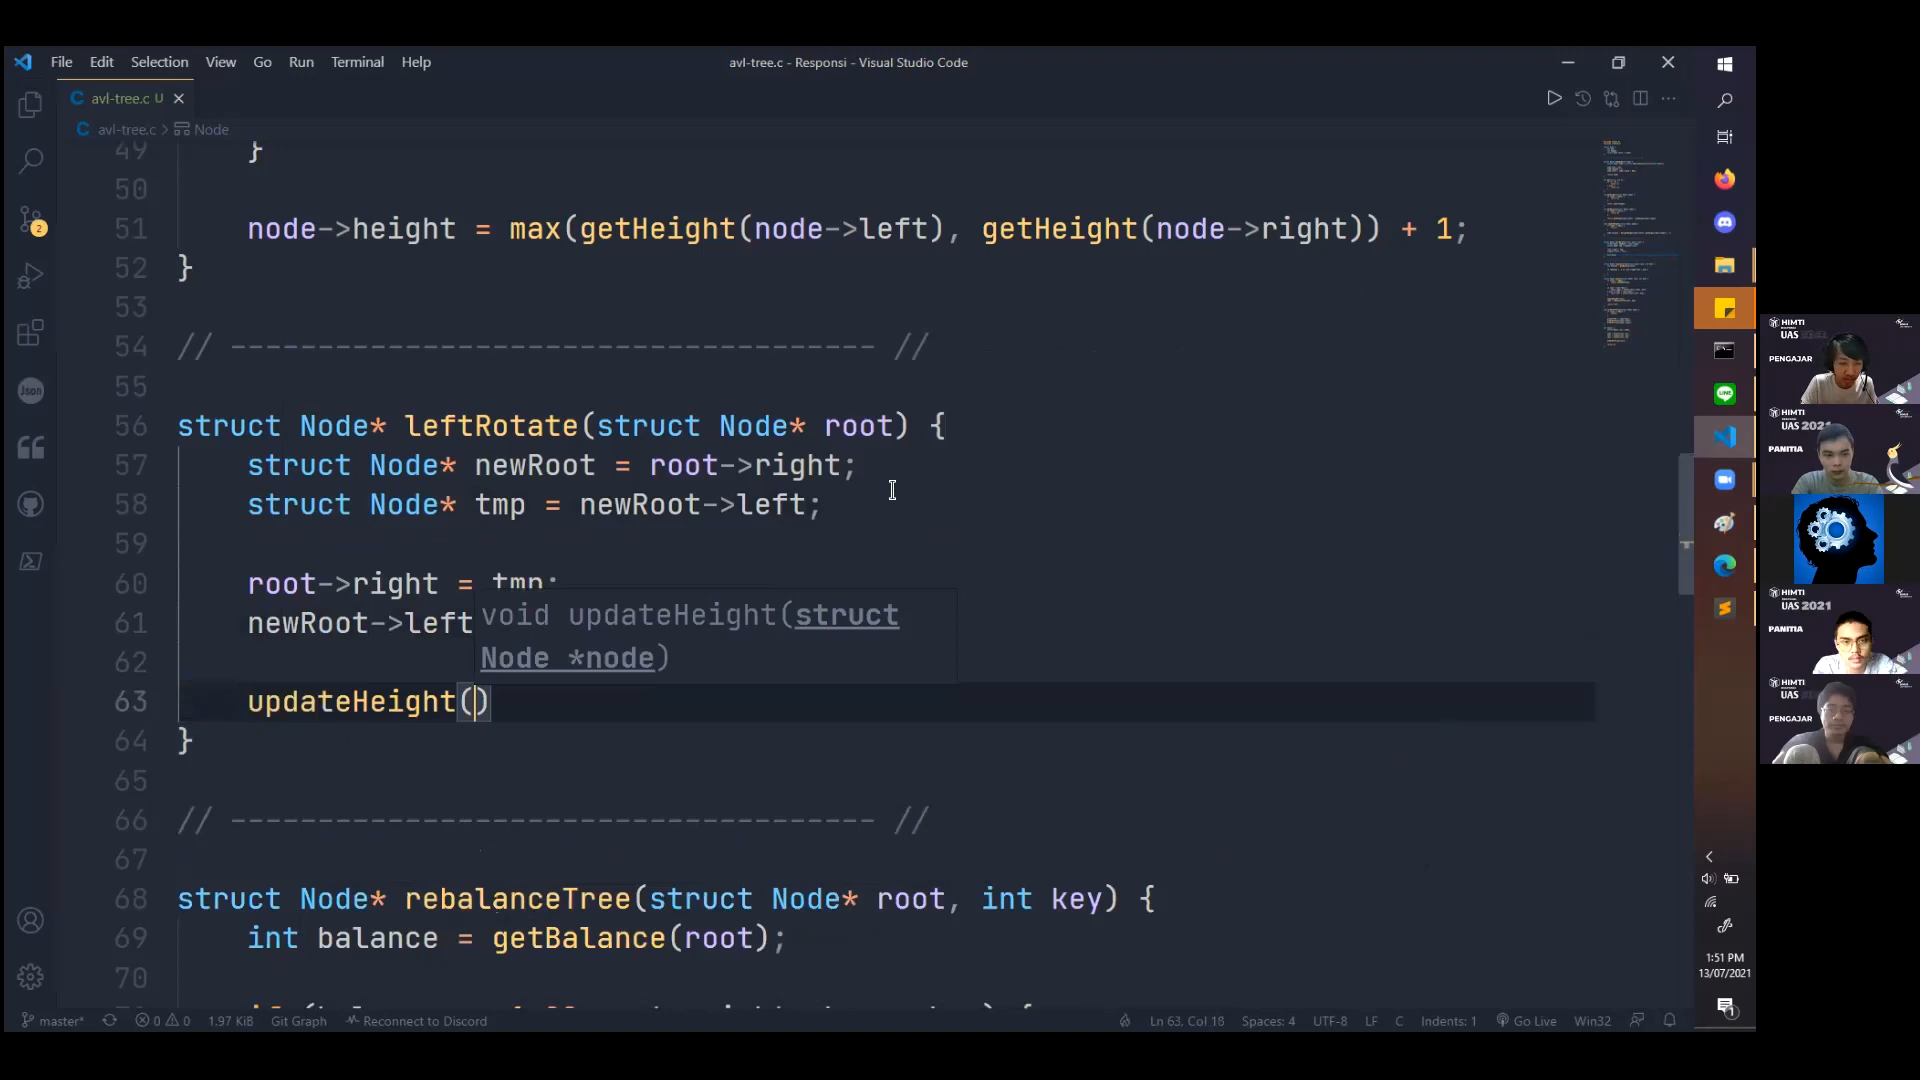 File Edit Selection View Go Run Terminal Help
avl-tree.c - Responsi - Visual Studio Code
C avl-tree.c U
C avl-tree.c > Node
49 }
50
51 node->height = max(getHeight(node->left), getHeight(node->right)) + 1;
52 }
53
54 // ------------------------------------- //
55
56 struct Node* leftRotate(struct Node* root) {
57 struct Node* newRoot = root->right;
58 struct Node* tmp = newRoot->left;
59
60 root->right = tmp;
61 newRoot->left
void updateHeight(struct
Node *node)
62
63 updateHeight()
64 }
65
66 // ------------------------------------- //
67
68 struct Node* rebalanceTree(struct Node* root, int key) {
69 int balance = getBalance(root);
70
master* 0 0 1.97 KiB Git Graph Reconnect to Discord
Ln 63, Col 18 Spaces: 4 UTF-8 LF C Indents: 1 Go Live Win32
2
Json
1:51 PM
13/07/2021
1
HIMTI
UAS
PENGAJAR
HIMTI
UAS 2021
PANITIA
HIMTI
UAS 2021
PANITIA
HIMTI
UAS
PENGAJAR